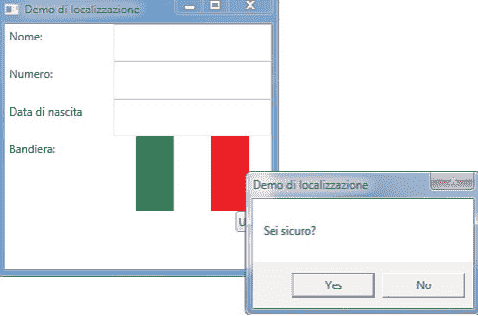 Demo di localizzazione
Nome:
Numero:
Data di nascita
Bandiera:
U
Demo di localizzazione
Sei sicuro?
Yes
No